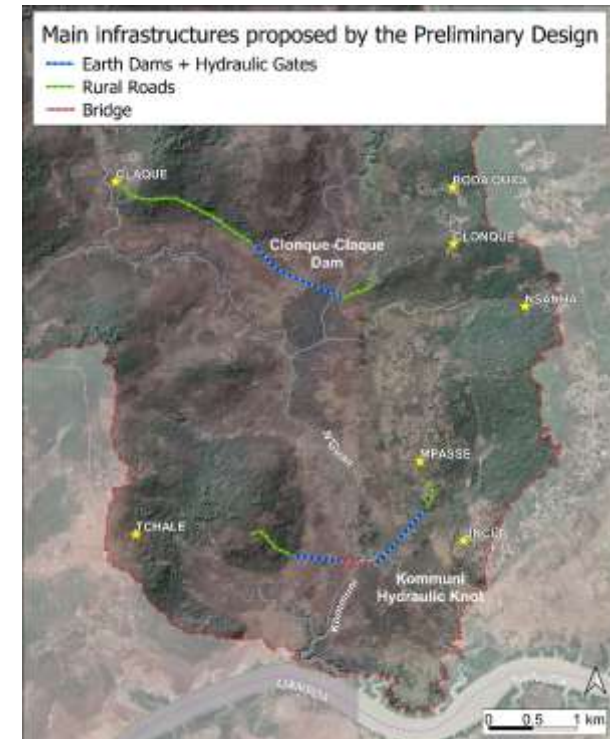 Main infrastructures proposed by the Preliminary Design
Earth Dams + Hydraulic Gates
Rural Roads
Bridge
CLAQUE
CLONQUE
Clonque-Claque
Dam
NSANHA
MPASSE
TCHALE
Kommuni
Hydraulic Knot
Kommuni
0 0.5 1 km